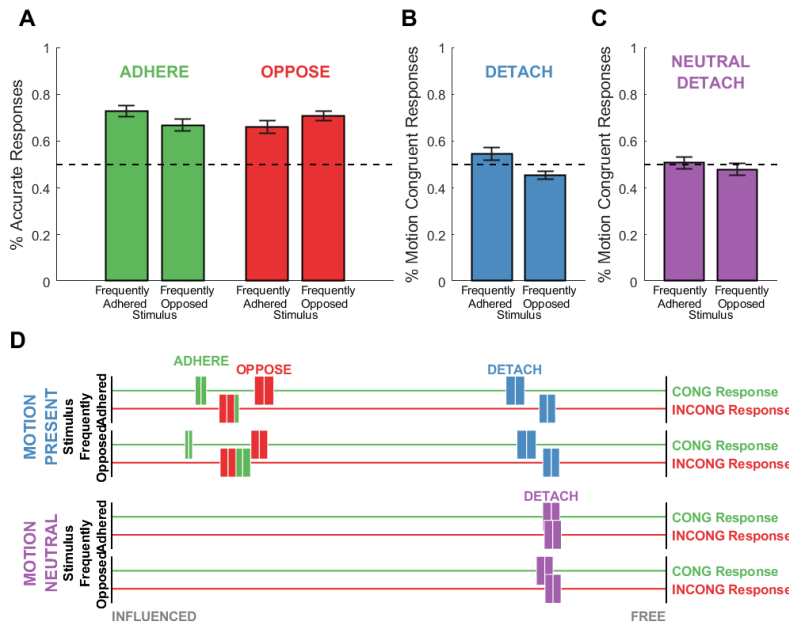 A
% Accurate Responses
1
0.8
0.6
0.4
0.2
0
ADHERE
OPPOSE
Frequently Adhered
Frequently Opposed
Frequently Adhered
Frequently Opposed
Stimulus
Stimulus
B
% Motion Congruent Responses
1
0.8
0.6
0.4
0.2
0
DETACH
Frequently Adhered
Frequently Opposed
Stimulus
C
% Motion Congruent Responses
1
0.8
0.6
0.4
0.2
0
NEUTRAL
DETACH
Frequently Adhered
Frequently Opposed
Stimulus
D
MOTION
PRESENT
Stimulus
Frequently
Adhered
Opposed
ADHERE
OPPOSE
DETACH
CONG Response
INCONG Response
CONG Response
INCONG Response
MOTION
NEUTRAL
Stimulus
Frequently
Adhered
Opposed
DETACH
CONG Response
INCONG Response
CONG Response
INCONG Response
INFLUENCED
FREE